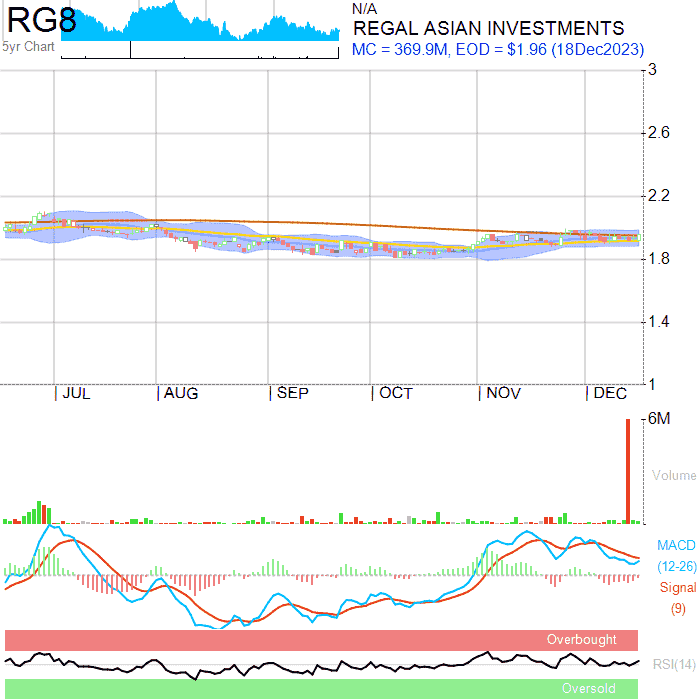 RG8
5yr Chart
N/A
REGAL ASIAN INVESTMENTS
MC = 369.9M, EOD = $1.96 (18Dec2023)
3
2.6
2.2
1.8
1.4
1
JUL AUG SEP OCT NOV DEC
6M
Volume
MACD
(12-26)
Signal
(9)
Overbought
RSI(14)
Oversold